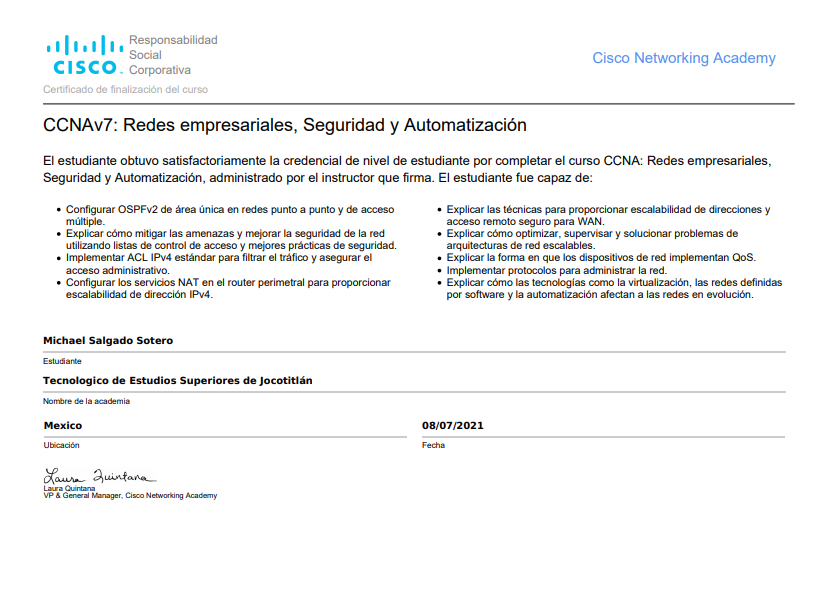 Responsabilidad
Social
Corporativa
CISCO
Cisco Networking Academy
Certificado de finalización del curso
CCNAv7: Redes empresariales, Seguridad y Automatización
El estudiante obtuvo satisfactoriamente la credencial de nivel de estudiante por completar el curso CCNA: Redes empresariales,
Seguridad y Automatización, administrado por el instructor que firma. El estudiante fue capaz de:
• Configurar OSPFv2 de área única en redes punto a punto y de acceso
múltiple.
• Explicar cómo mitigar las amenazas y mejorar la seguridad de la red
utilizando listas de control de acceso y mejores prácticas de seguridad.
• Implementar ACL IPv4 estándar para filtrar el tráfico y asegurar el
acceso administrativo.
• Configurar los servicios NAT en el router perimetral para proporcionar
escalabilidad de dirección IPv4.
• Explicar las técnicas para proporcionar escalabilidad de direcciones y
acceso remoto seguro para WAN.
• Explicar cómo optimizar, supervisar y solucionar problemas de
arquitecturas de red escalables.
• Explicar la forma en que los dispositivos de red implementan QoS.
• Implementar protocolos para administrar la red.
• Explicar cómo las tecnologías como la virtualización, las redes definidas
por software y la automatización afectan a las redes en evolución.
Michael Salgado Sotero
Estudiante
Tecnologico de Estudios Superiores de Jocotitlán
Nombre de la academia
Mexico
Ubicación
08/07/2021
Fecha
Laura Quintana
Laura Quintana
VP & General Manager, Cisco Networking Academy